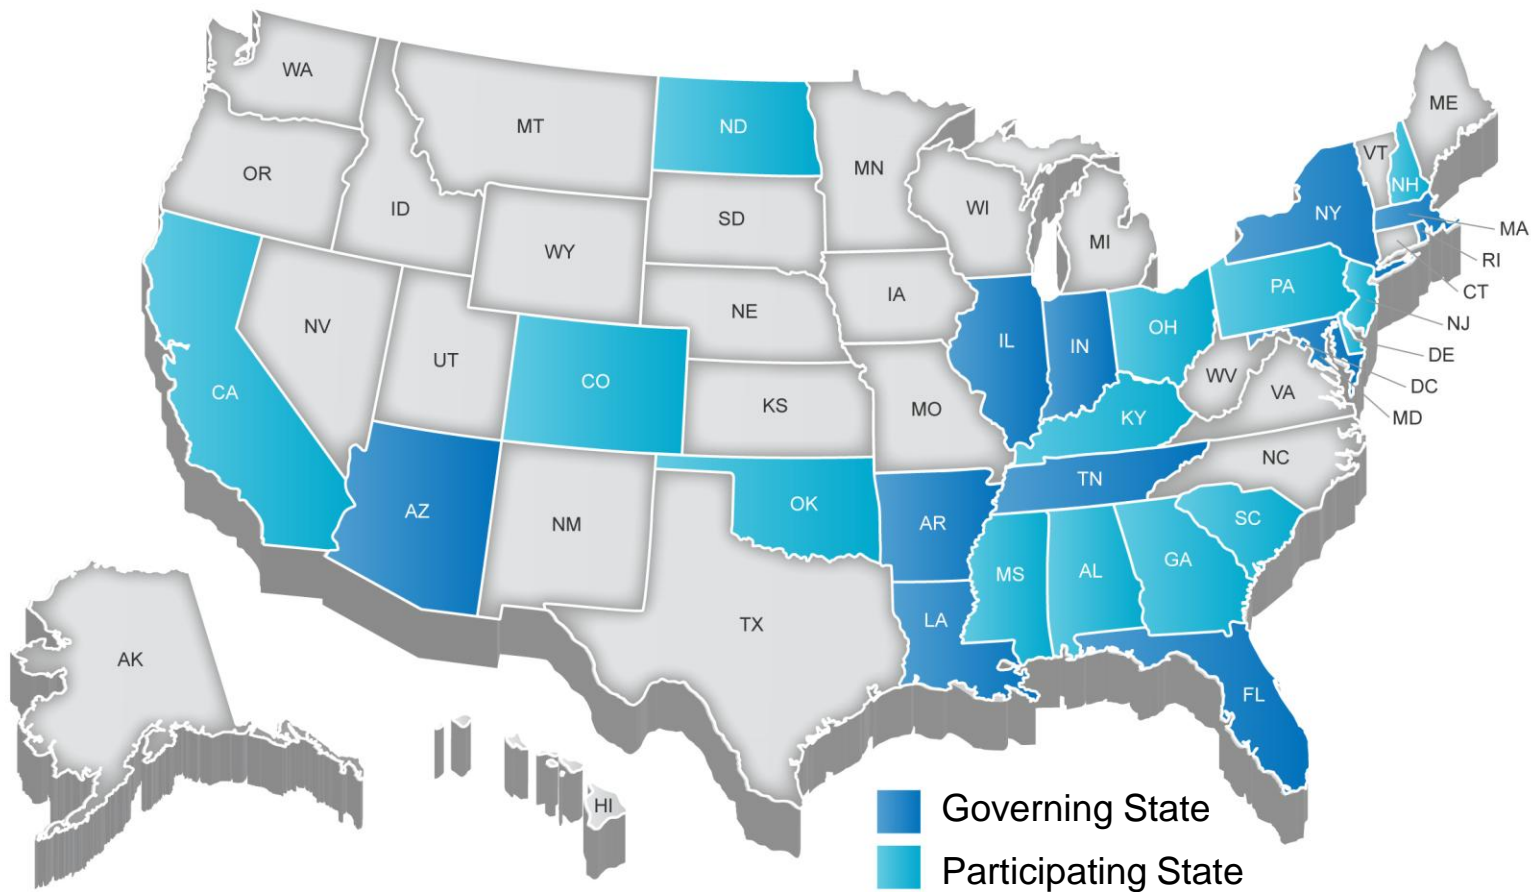 WA
MT
ND
MN
ME
VT
OR
ID
SD
WI
MI
NY
NH
MA
WY
RI
NE
IA
PA
CT
NV
UT
IL
IN
OH
NJ
DE
CA
CO
KS
MO
WV
VA
DC
KY
MD
AZ
NM
OK
AR
TN
NC
SC
MS
AL
GA
TX
LA
AK
FL
HI
Governing State
Participating State